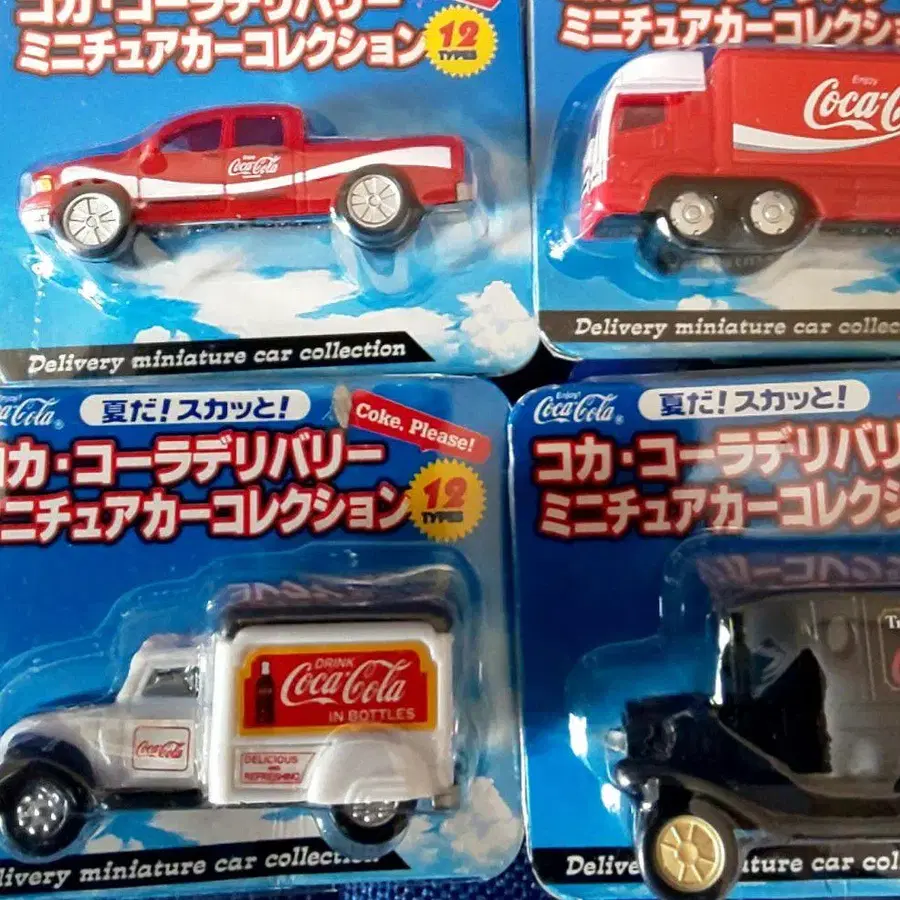 コカ・コーラデリバリー
ミニチュアカーコレクション
12
TYPES
Enjoy
Coca-Cola
Delivery miniature car collection
ミニチュアカーコレクショ
Enjoy
Coca-C
Delivery miniature car collec
Coca-Cola
夏だ!スカッと!
Coke, Please!
カ・コーラデリバリー
ニチュアカーコレクション
12
TYPES
DRINK
Coca-Cola
IN BOTTLES
Coca-Cola
DELICIOUS
AND
REFRESHING
livery miniature car collection
Enjoy!
Coca-Cola
夏だ!スカッと!
コカ・コーラデリバリ
ミニチュアカーコレクシ